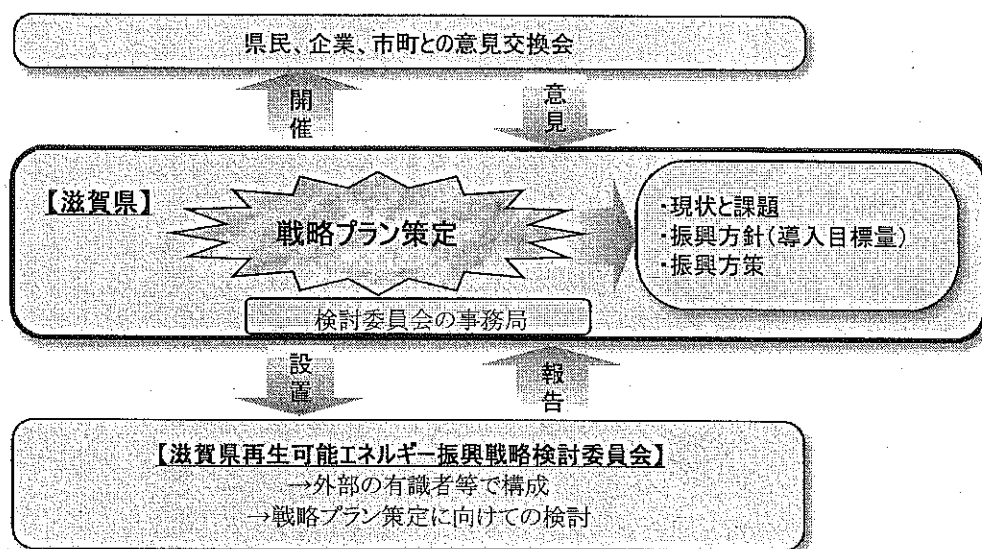 県民、企業、市町との意見交換会
開催
意見
【滋賀県】
戦略プラン策定
・現状と課題
・振興方針(導入目標量)
・振興方策
検討委員会の事務局
設置
報告
【滋賀県再生可能エネルギー振興戦略検討委員会】
→外部の有識者等で構成
→戦略プラン策定に向けての検討